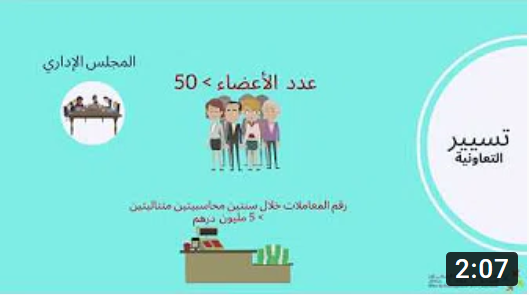 المجلس الإداري
عدد الأعضاء > 50
تسيير
التعاونية
رقم المعاملات خلال سنتين محاسبيتين متتاليتين
> 5 مليون درهم
2:07